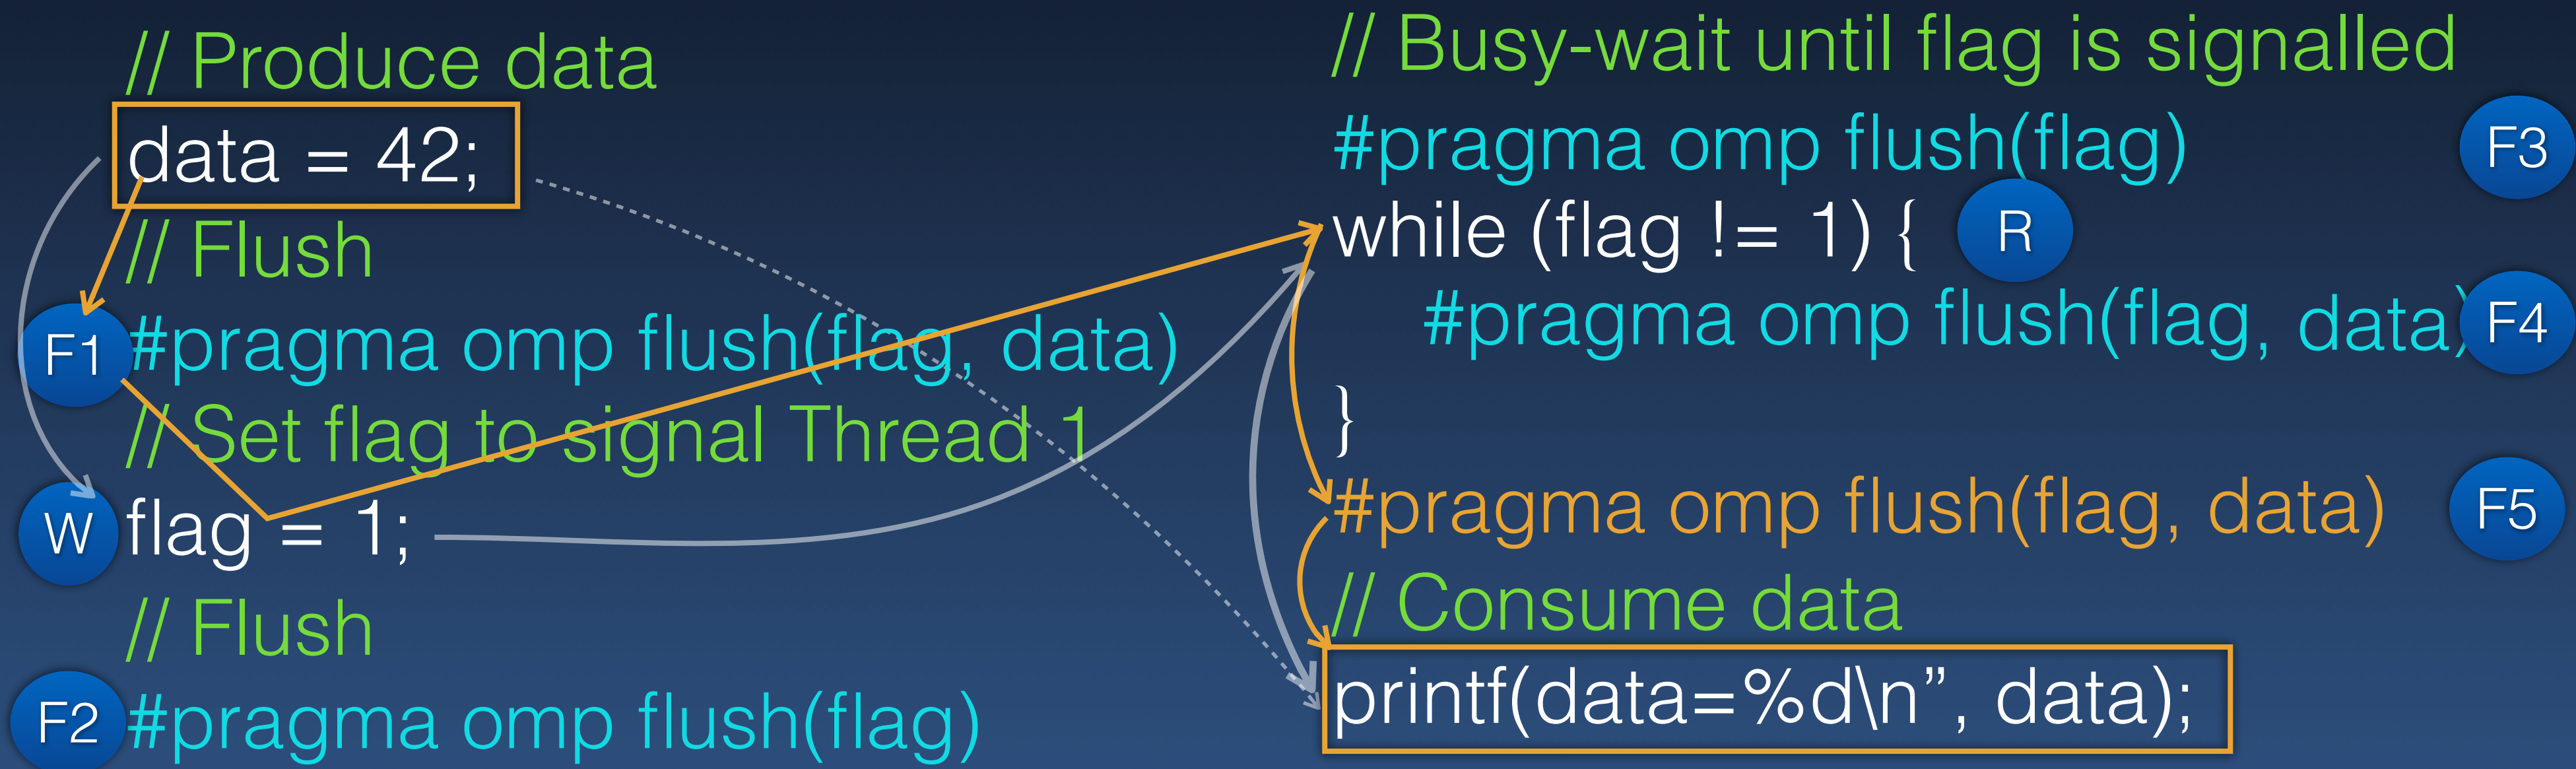 // Produce data
data = 42;
// Flush
F1 #pragma omp flush(flag, data)
// Set flag to signal Thread 1
W flag = 1;
// Flush
F2 #pragma omp flush(flag)
// Busy-wait until flag is signalled
#pragma omp flush(flag) F3
while (flag != 1) { R
#pragma omp flush(flag, data) F4
}
#pragma omp flush(flag, data) F5
// Consume data
printf(data=%d\n”, data);